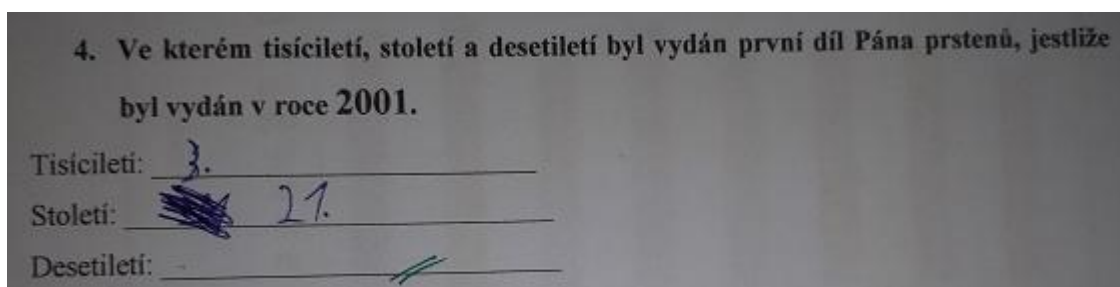 4. Ve kterém tisíciletí, století a desetiletí byl vydán první díl Pána prstenů, jestliže
byl vydán v roce 2001.
Tisíciletí: 3.
Století: 21.
Desetiletí: